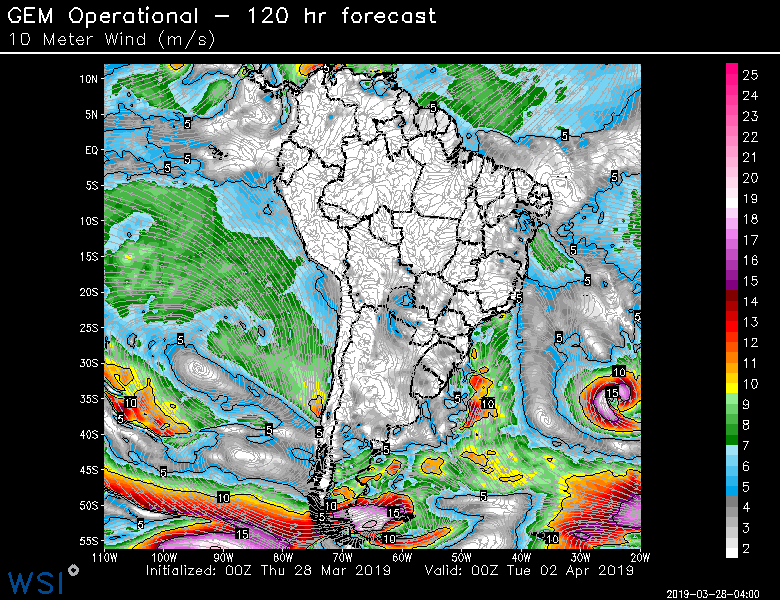 GEM Operational – 120 hr forecast
10 Meter Wind (m/s)
10N
5N
EQ
5S
10S
15S
20S
25S
30S
35S
40S
45S
50S
55S
110W 100W 90W 80W 70W 60W 50W 40W 30W 20W
25
24
23
22
21
20
19
18
17
16
15
14
13
12
11
10
9
8
7
6
5
4
3
2
5
5
5
5
5
5
5
5
5
5
5
10
15
10
5
10
5
5
5
5
5
5
10
10
5
15
5
15
10
10
Initialized: 00Z Thu 28 Mar 2019 Valid: 00Z Tue 02 Apr 2019
WSI
2019-03-28-04:00